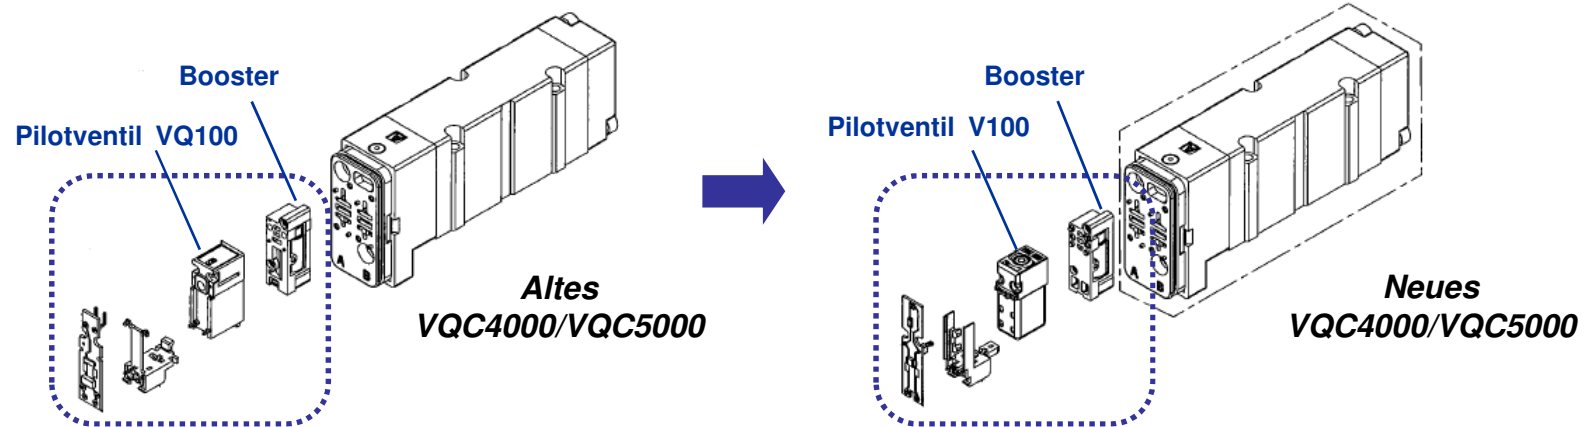 Booster
Pilotventil VQ100
A
B
Altes
VQC4000/VQC5000
Booster
Pilotventil V100
A
B
Neues
VQC4000/VQC5000